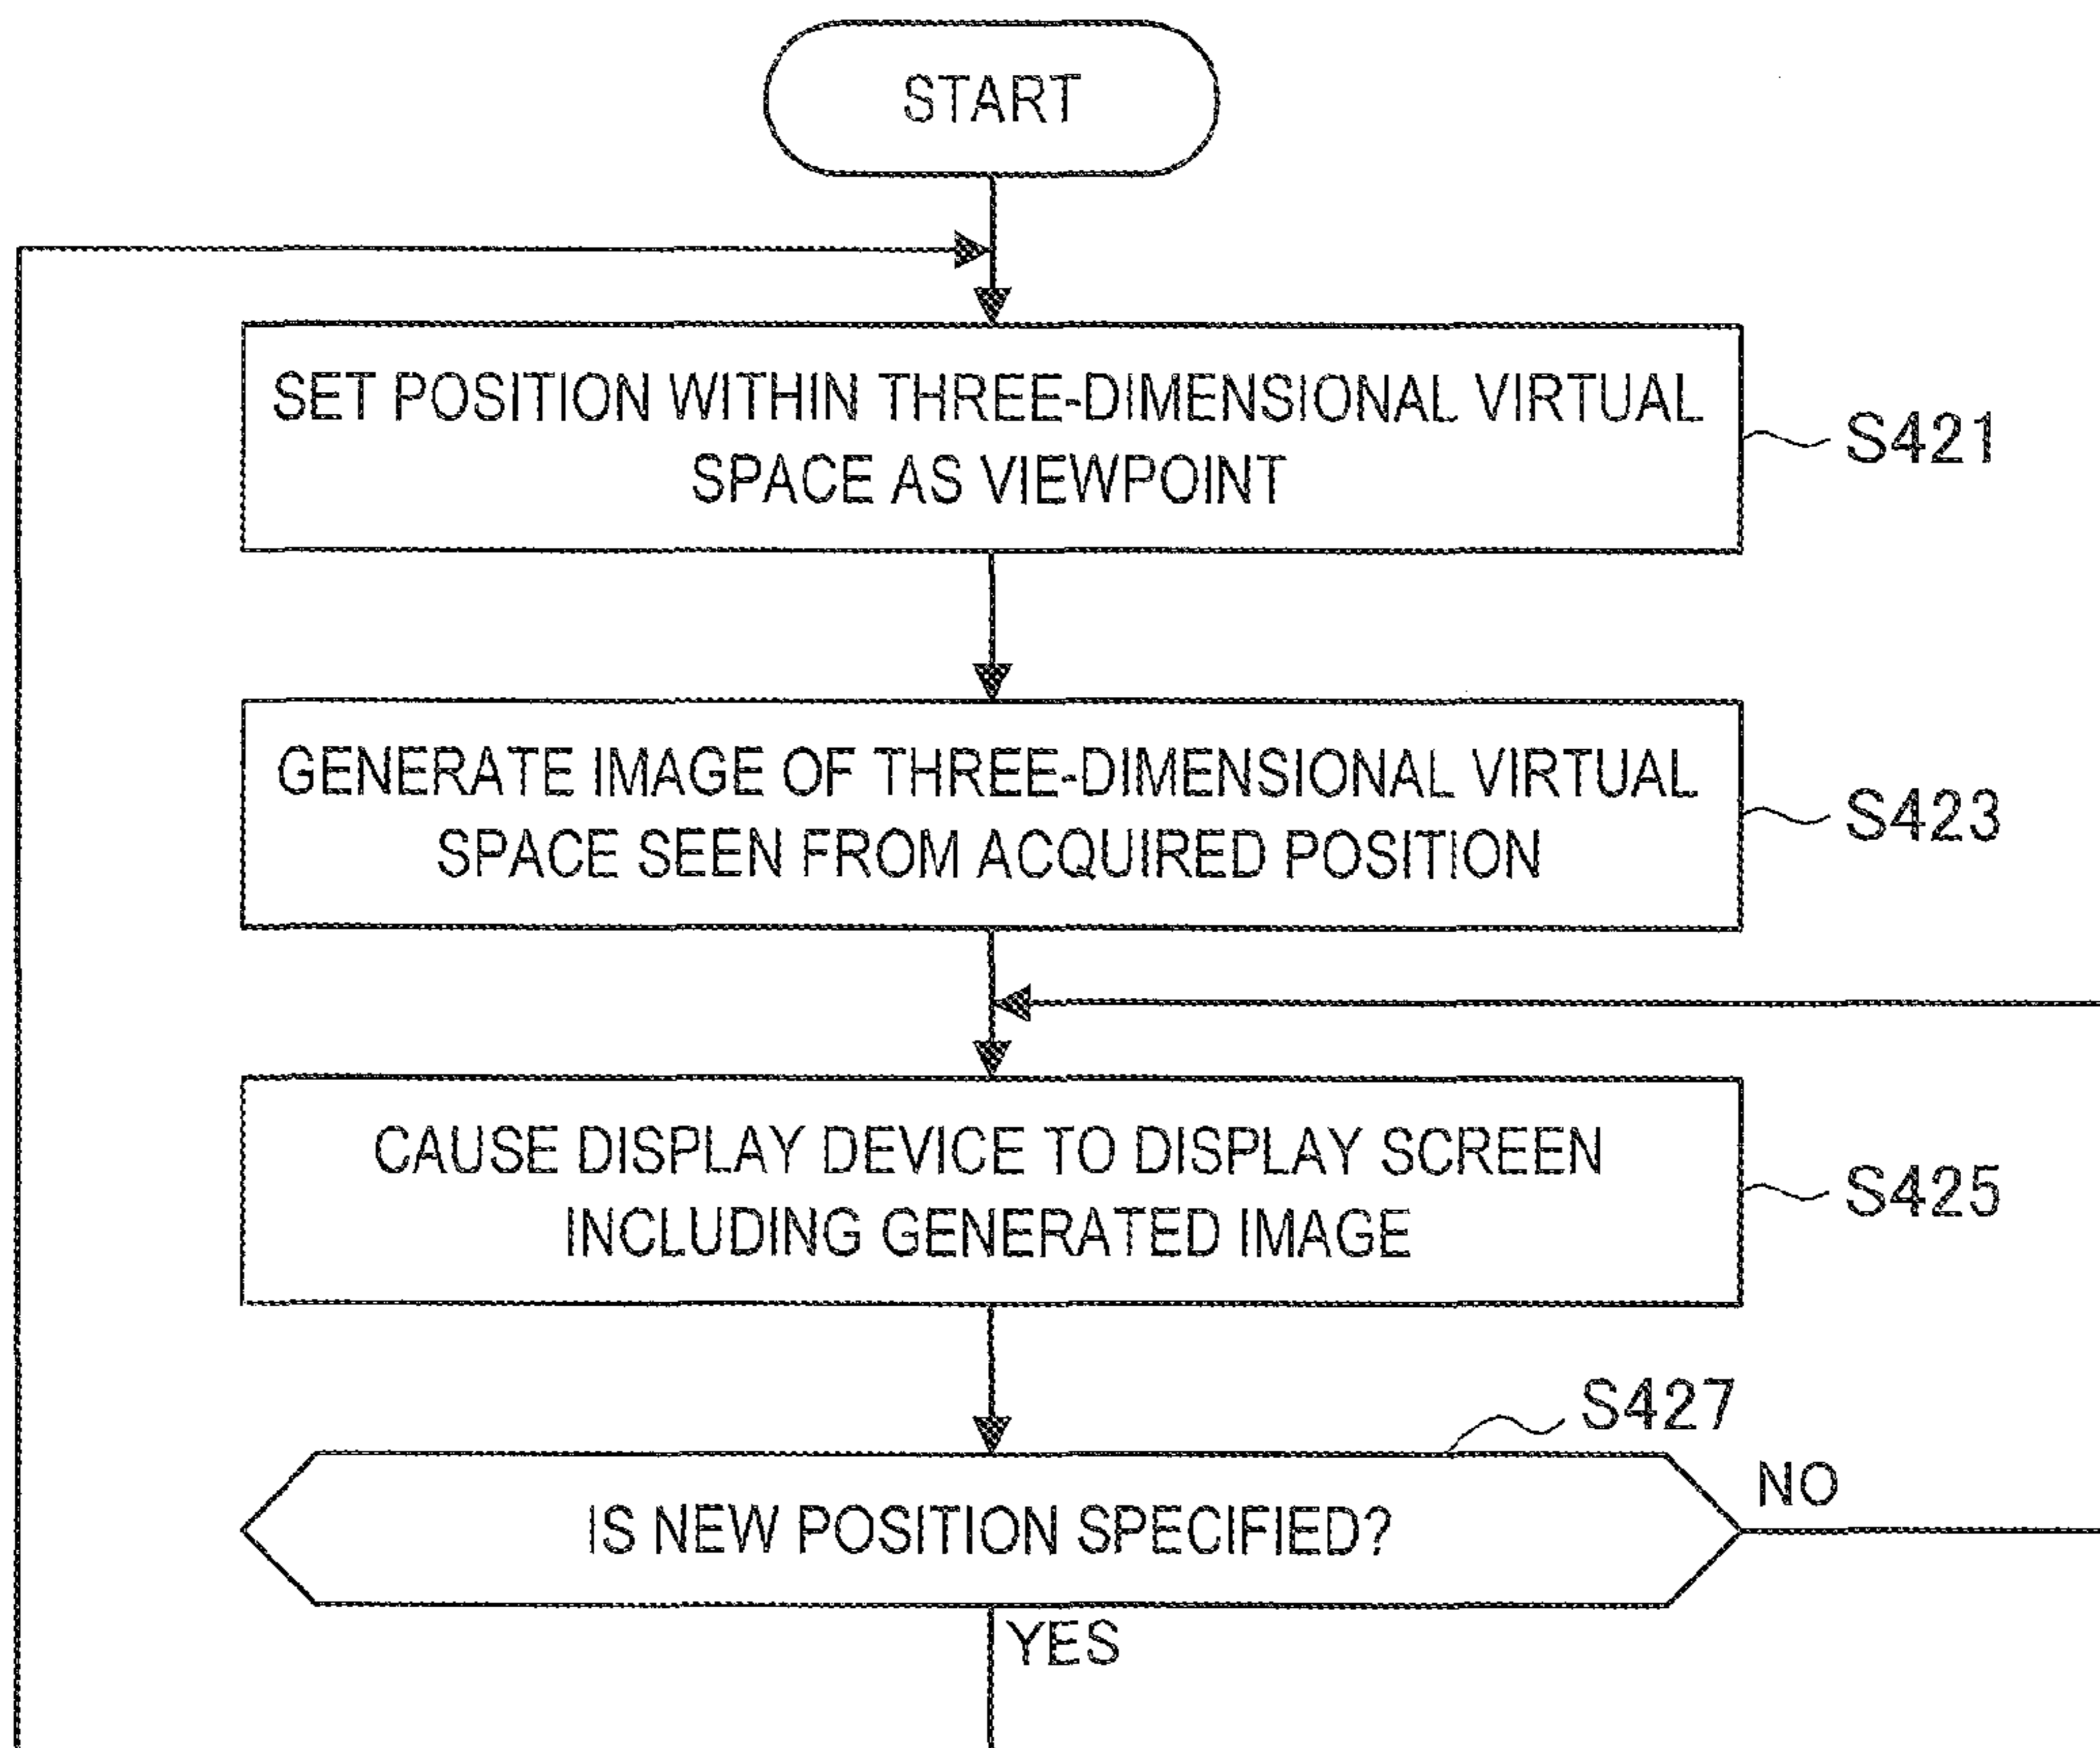 START
SET POSITION WITHIN THREE-DIMENSIONAL VIRTUAL
SPACE AS VIEWPOINT
S421
GENERATE IMAGE OF THREE-DIMENSIONAL VIRTUAL
SPACE SEEN FROM ACQUIRED POSITION
S423
CAUSE DISPLAY DEVICE TO DISPLAY SCREEN
INCLUDING GENERATED IMAGE
S425
S427
IS NEW POSITION SPECIFIED?
NO
YES